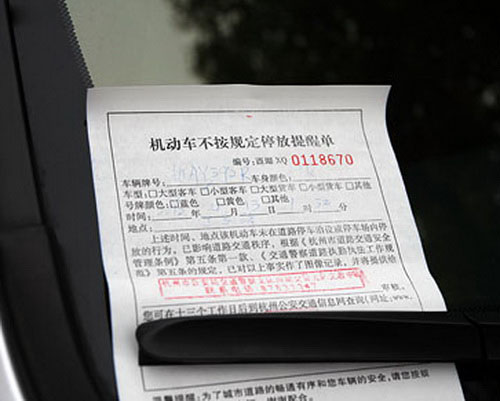 机动车不按规定停放提醒单
编号:西湖 XQ 0118670
车辆牌号: 车身颜色:
车型:□大型客车 □小型客车 □大型货车 □小型货车 □其他
号牌颜色:□蓝色 □黄色 □其他:
时间: 年 月 日 时 分
地点:
上述时间、地点该机动车未在道路停车泊位或停车场内停
放的行为,已影响道路交通秩序,根据《杭州市道路交通安全
管理条例》第五条第一款、《交通警察道路执勤执法工作规
范》第五条的规定,已对以上事实作了图像记录,并将提供给
审核。
您可在十三个工作日后到杭州公安交通信息网查询(网址:www.
温馨提醒:为了城市道路的畅通有序和您车辆的安全,请您按规
谢谢配合。